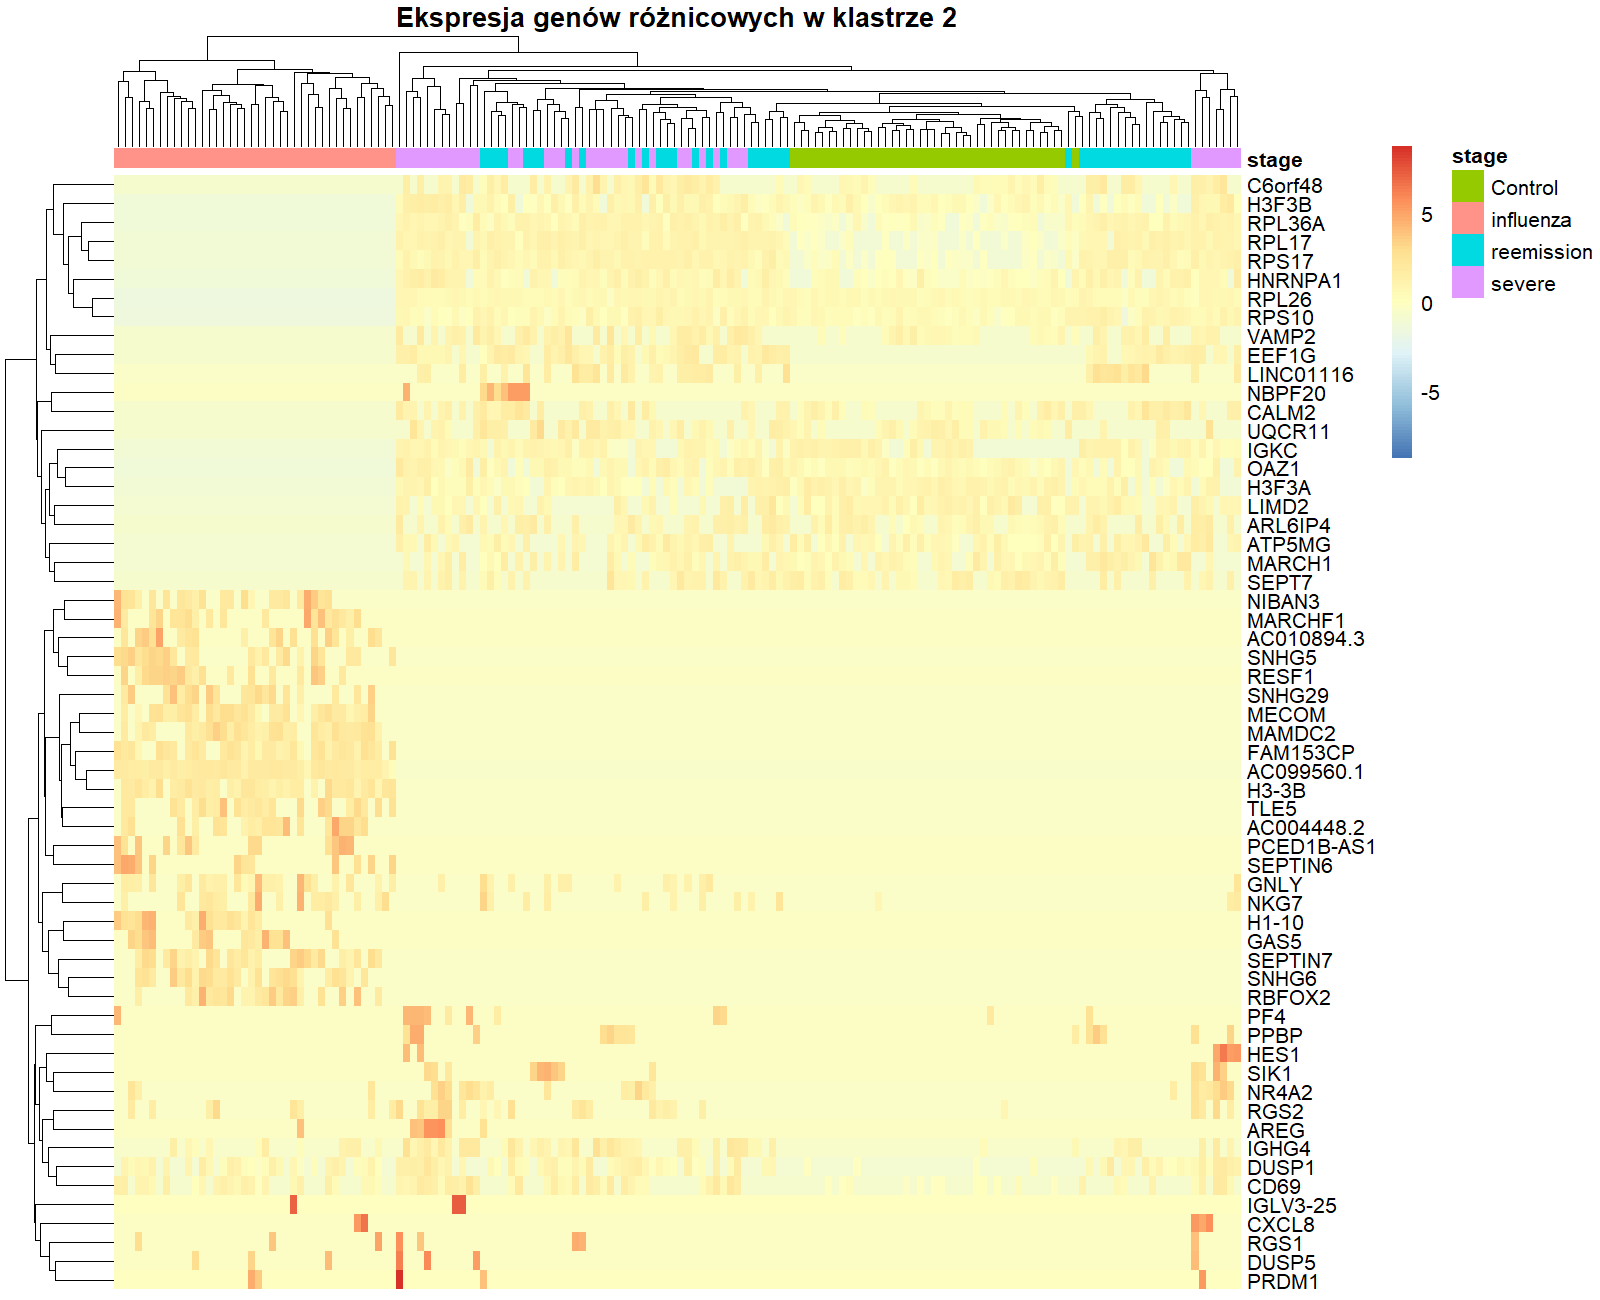 Ekspresja genów różnicowych w klastrze 2
stage
C6orf48
H3F3B
RPL36A
RPL17
RPS17
HNRNPA1
RPL26
RPS10
VAMP2
EEF1G
LINC01116
NBPF20
CALM2
UQCR11
IGKC
OAZ1
H3F3A
LIMD2
ARL6IP4
ATP5MG
MARCH1
SEPT7
NIBAN3
MARCHF1
AC010894.3
SNHG5
RESF1
SNHG29
MECOM
MAMDC2
FAM153CP
AC099560.1
H3-3B
TLE5
AC004448.2
PCED1B-AS1
SEPTIN6
GNLY
NKG7
H1-10
GAS5
SEPTIN7
SNHG6
RBFOX2
PF4
PPBP
HES1
SIK1
NR4A2
RGS2
AREG
IGHG4
DUSP1
CD69
IGLV3-25
CXCL8
RGS1
DUSP5
PRDM1
5
0
-5
stage
Control
influenza
reemission
severe